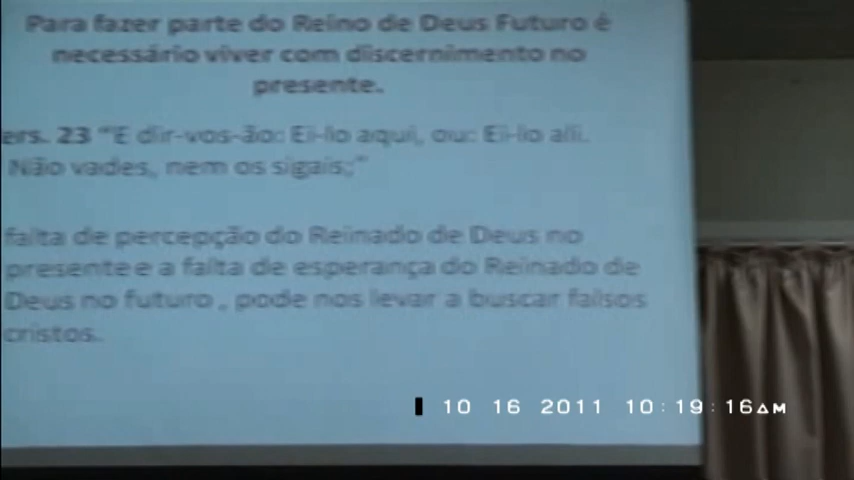 Para fazer parte do Reino de Deus Futuro é
necessário viver com discernimento no
presente.
ers. 23 "E dir-vos-ão: Ei-lo aqui, ou: Ei-lo ali.
Não vades, nem os sigais;"
falta de percepção do Reinado de Deus no
presente e a falta de esperança do Reinado de
Deus no futuro , pode nos levar a buscar falsos
cristos.
10 16 2011 10:19:16AM